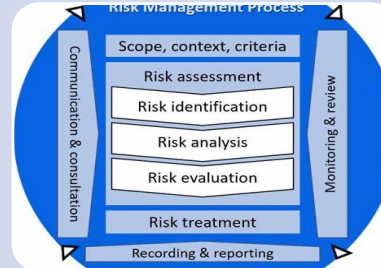 Risk Management Process
Scope, context, criteria
Risk assessment
Risk identification
Risk analysis
Risk evaluation
Risk treatment
Communication & consultation
Monitoring & review
Recording & reporting